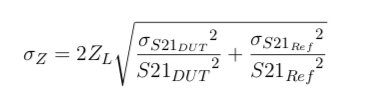 σ_Z = 2Z_L √( σ_{S21_{DUT}}² / S21_{DUT}² + σ_{S21_{Ref}}² / S21_{Ref}² )